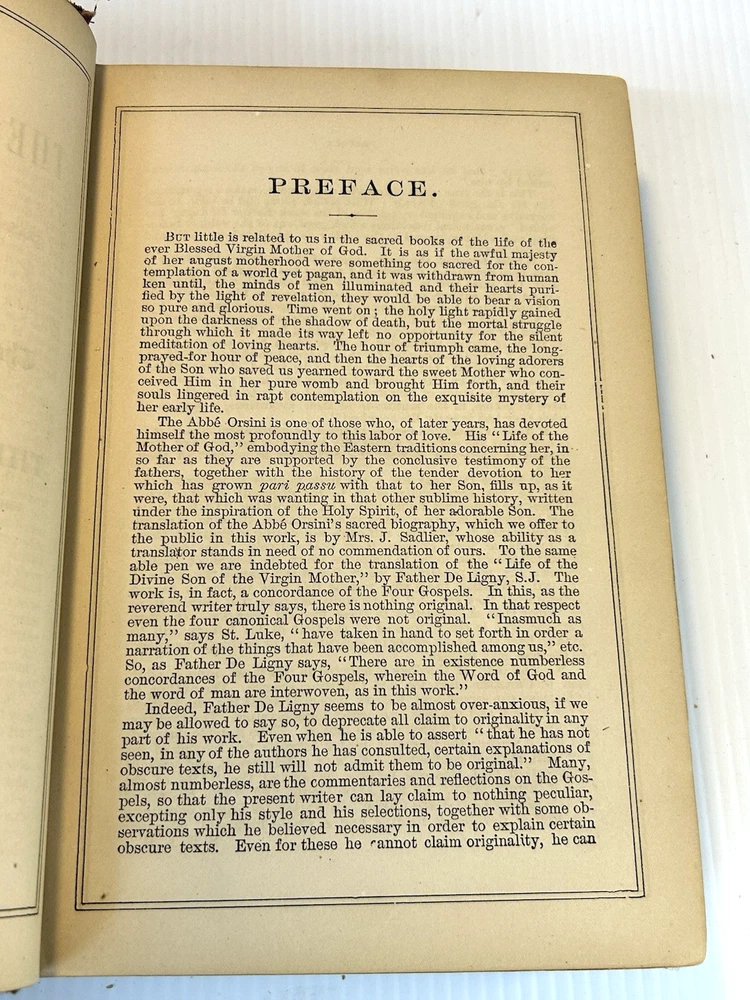 PREFACE.
BUT little is related to us in the sacred books of the life of the
ever Blessed Virgin Mother of God. It is as if the awful majesty
of her august motherhood were something too sacred for the con-
templation of a world yet pagan, and it was withdrawn from human
ken until, the minds of men illuminated and their hearts puri-
fied by the light of revelation, they would be able to bear a vision
so pure and glorious. Time went on; the holy light rapidly gained
upon the darkness of the shadow of death, but the mortal struggle
through which it made its way left no opportunity for the silent
meditation of loving hearts. The hour of triumph came, the long-
prayed-for hour of peace, and then the hearts of the loving adorers
of the Son who saved us yearned toward the sweet Mother who con-
ceived Him in her pure womb and brought Him forth, and their
souls lingered in rapt contemplation on the exquisite mystery of
her early life.
The Abbé Orsini is one of those who, of later years, has devoted
himself the most profoundly to this labor of love. His "Life of the
Mother of God," embodying the Eastern traditions concerning her, in
so far as they are supported by the conclusive testimony of the
fathers, together with the history of the tender devotion to her
which has grown pari passu with that to her Son, fills up, as it
were, that which was wanting in that other sublime history, written
under the inspiration of the Holy Spirit, of her adorable Son. The
translation of the Abbé Orsini's sacred biography, which we offer to
the public in this work, is by Mrs. J. Sadlier, whose ability as a
translator stands in need of no commendation of ours. To the same
able pen we are indebted for the translation of the "Life of the
Divine Son of the Virgin Mother," by Father De Ligny, S.J. The
work is, in fact, a concordance of the Four Gospels. In this, as the
reverend writer truly says, there is nothing original. In that respect
even the four canonical Gospels were not original. "Inasmuch as
many," says St. Luke, "have taken in hand to set forth in order a
narration of the things that have been accomplished among us," etc.
So, as Father De Ligny says, "There are in existence numberless
concordances of the Four Gospels, wherein the Word of God and
the word of man are interwoven, as in this work."
Indeed, Father De Ligny seems to be almost over-anxious, if we
may be allowed to say so, to deprecate all claim to originality in any
part of his work. Even when he is able to assert "that he has not
seen, in any of the authors he has consulted, certain explanations of
obscure texts, he still will not admit them to be original." Many,
almost numberless, are the commentaries and reflections on the Gos-
pels, so that the present writer can lay claim to nothing peculiar,
excepting only his style and his selections, together with some ob-
servations which he believed necessary in order to explain certain
obscure texts. Even for these he cannot claim originality, he can